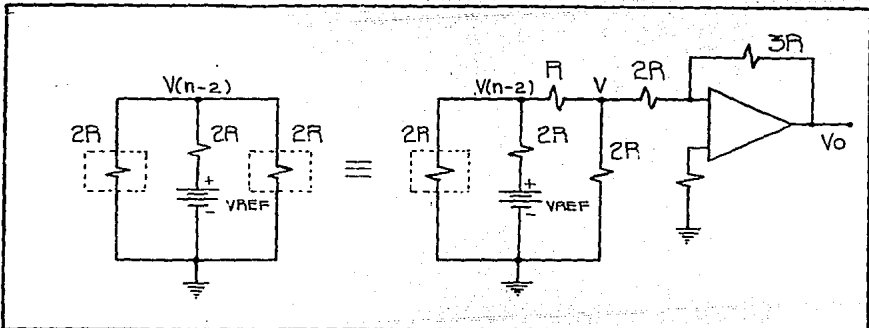 V(n-2)
2R
2R
2R
+
-
VREF
≡
V(n-2)
R
V
2R
3R
2R
2R
2R
+
-
VREF
Vo